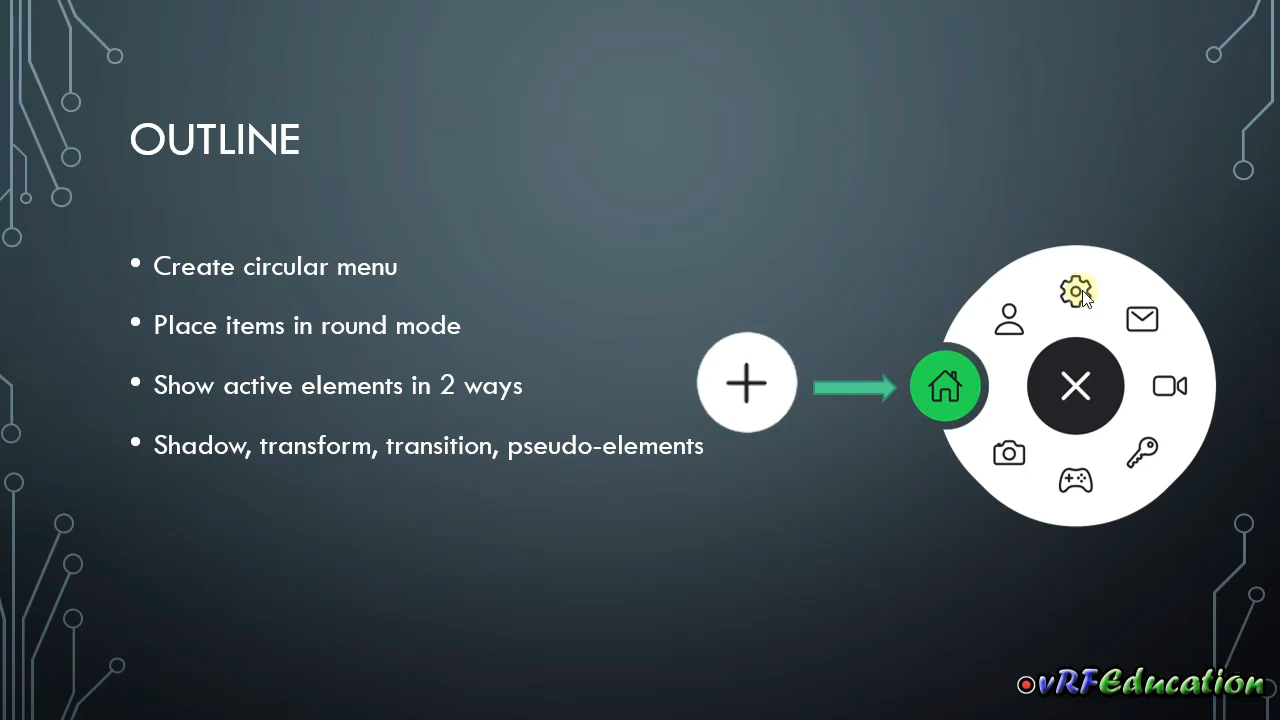 OUTLINE
• Create circular menu
• Place items in round mode
• Show active elements in 2 ways
• Shadow, transform, transition, pseudo-elements
vRFEducation